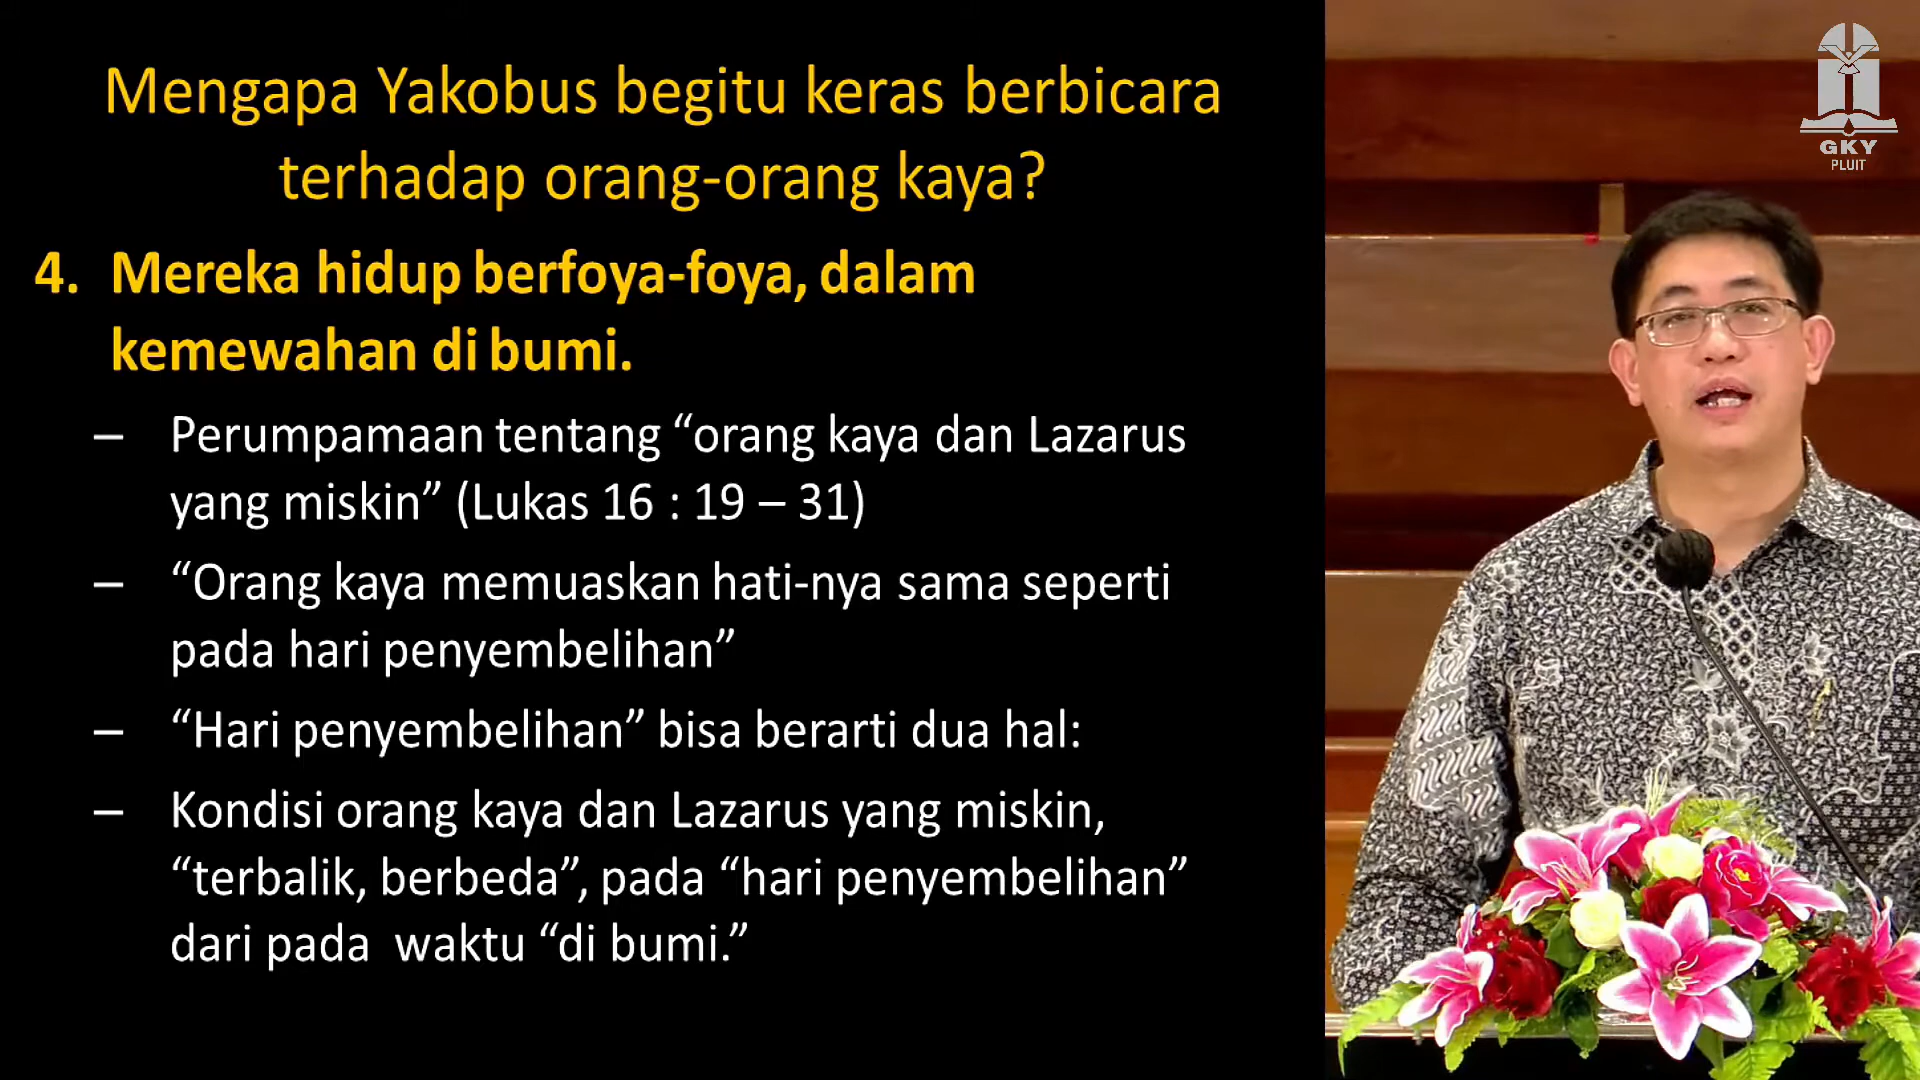 Mengapa Yakobus begitu keras berbicara
terhadap orang-orang kaya?
4. Mereka hidup berfoya-foya, dalam
kemewahan di bumi.
– Perumpamaan tentang “orang kaya dan Lazarus
yang miskin” (Lukas 16 : 19 – 31)
– “Orang kaya memuaskan hati-nya sama seperti
pada hari penyembelihan”
– “Hari penyembelihan” bisa berarti dua hal:
– Kondisi orang kaya dan Lazarus yang miskin,
“terbalik, berbeda”, pada “hari penyembelihan”
dari pada waktu “di bumi.”
GKY
PLUIT